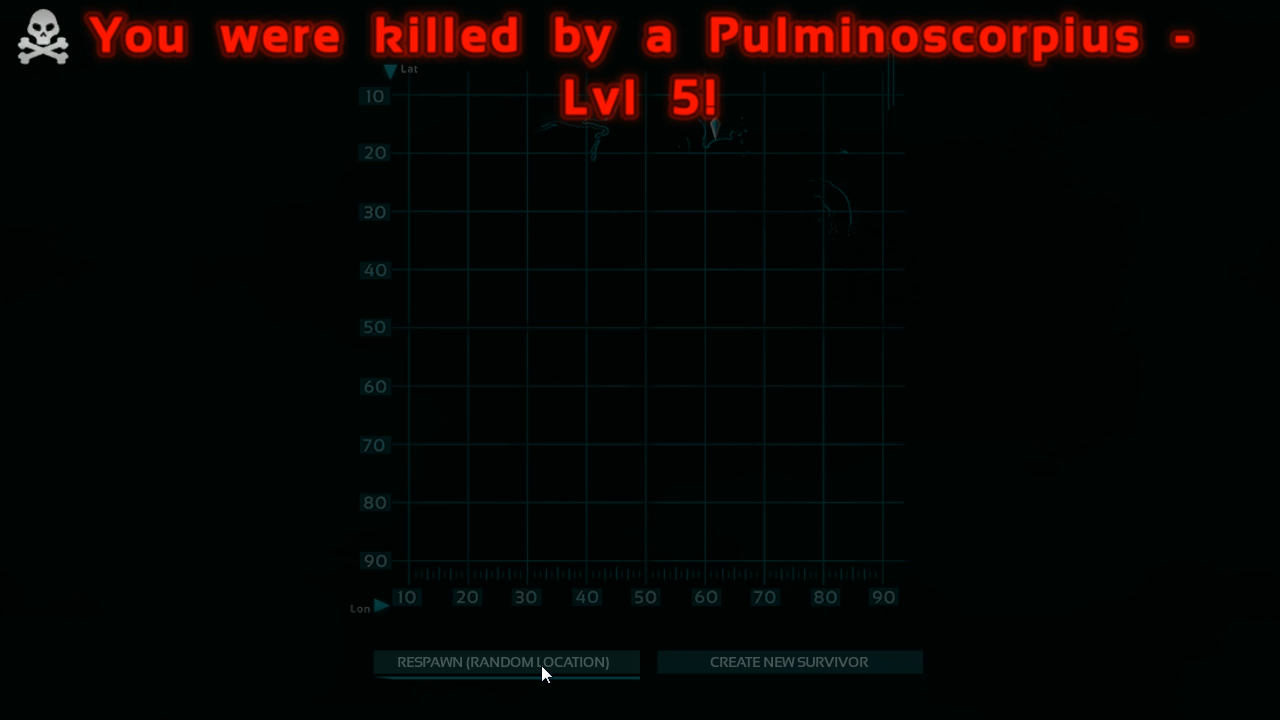 You were killed by a Pulminoscorpius -
Lvl 5!
Lat
10
20
30
40
50
60
70
80
90
Lon
10 20 30 40 50 60 70 80 90
RESPAWN (RANDOM LOCATION) CREATE NEW SURVIVOR